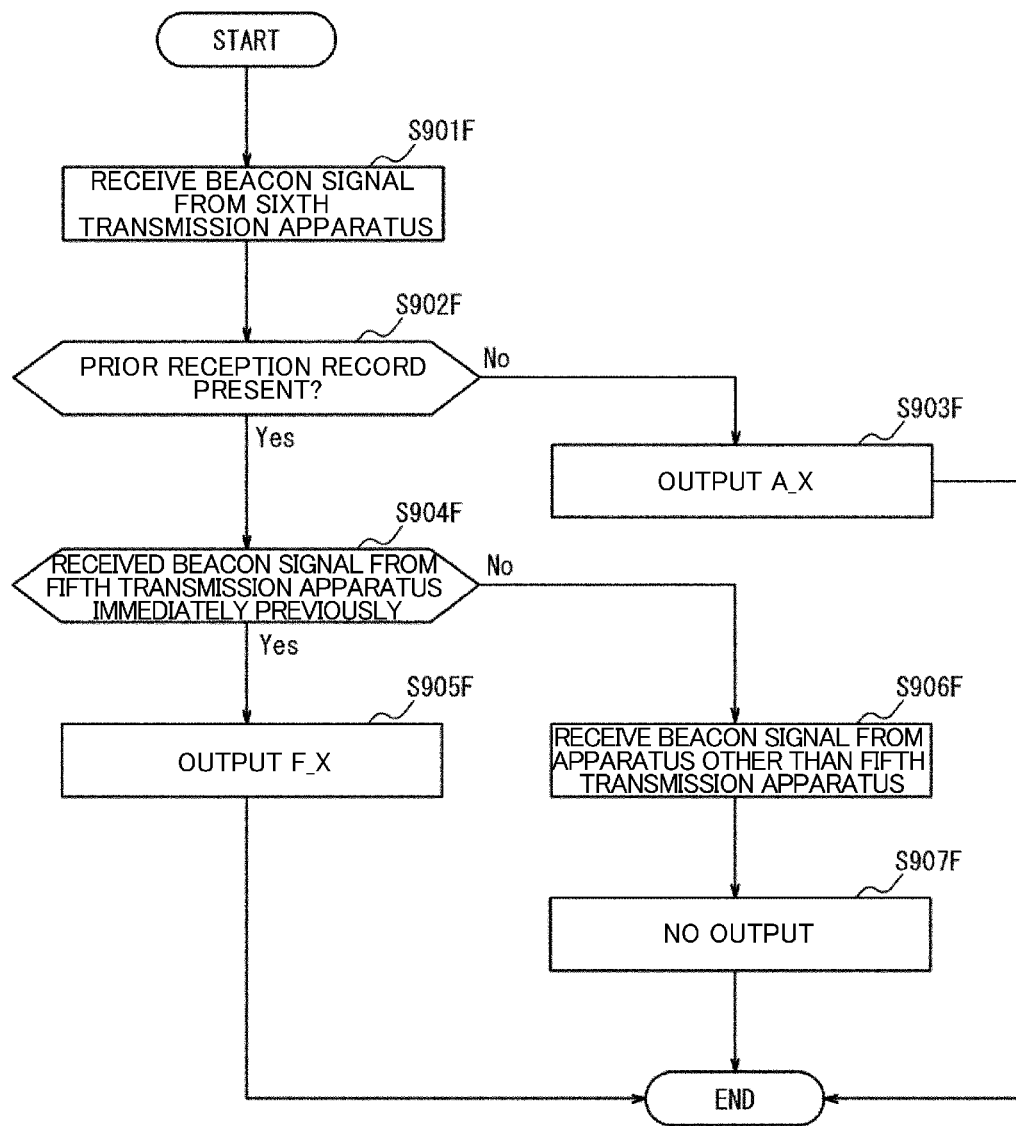 START
S901F
RECEIVE BEACON SIGNAL
FROM SIXTH
TRANSMISSION APPARATUS
S902F
PRIOR RECEPTION RECORD
PRESENT?
No
Yes
S903F
OUTPUT A_X
S904F
RECEIVED BEACON SIGNAL FROM
FIFTH TRANSMISSION APPARATUS
IMMEDIATELY PREVIOUSLY
No
Yes
S905F
OUTPUT F_X
S906F
RECEIVE BEACON SIGNAL FROM
APPARATUS OTHER THAN FIFTH
TRANSMISSION APPARATUS
S907F
NO OUTPUT
END